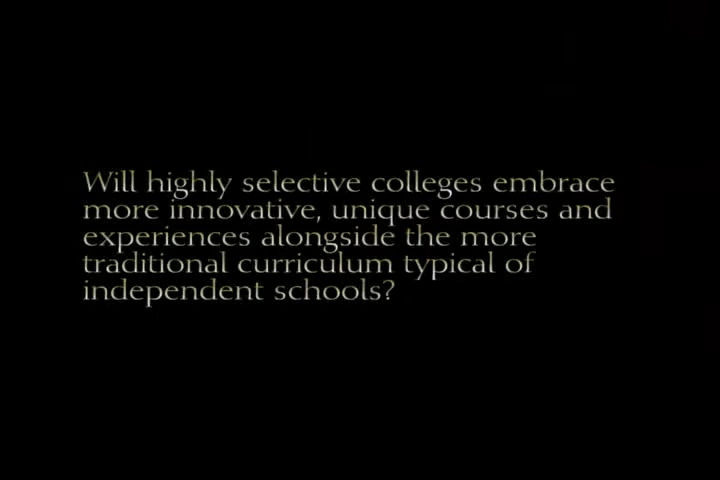 Will highly selective colleges embrace
more innovative, unique courses and
experiences alongside the more
traditional curriculum typical of
independent schools?